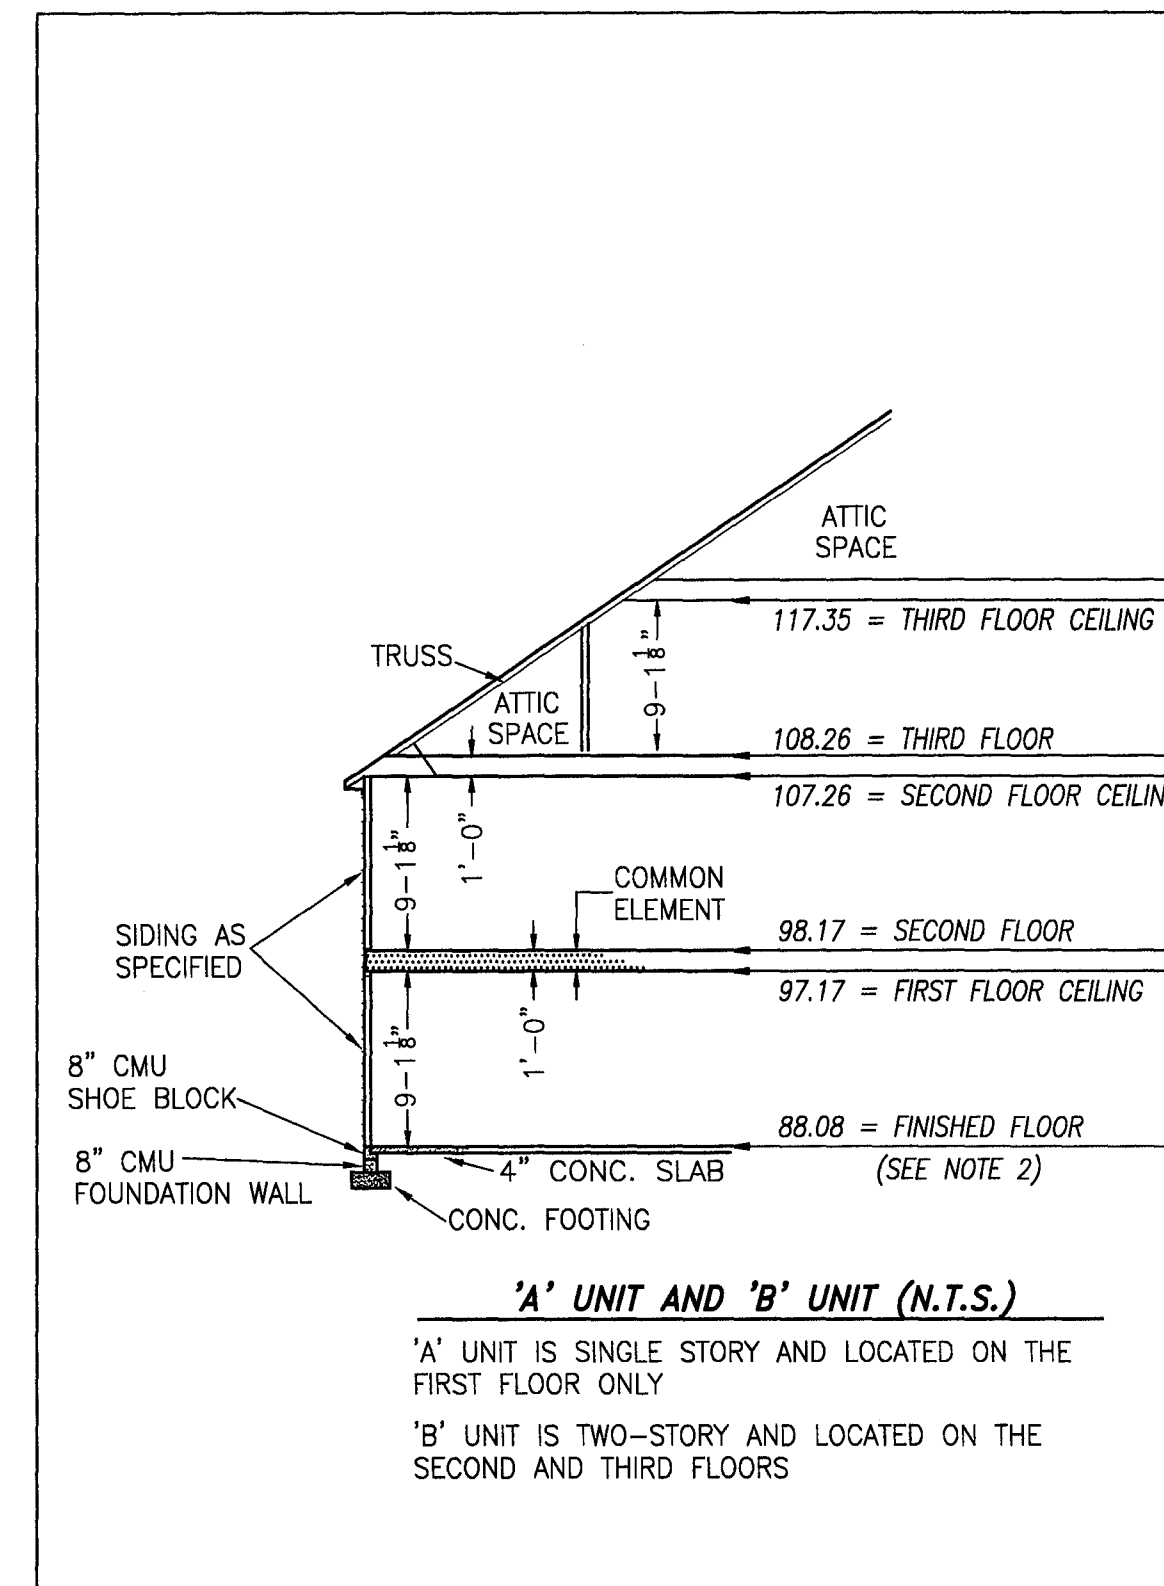 ATTIC
SPACE
117.35 = THIRD FLOOR CEILING
TRUSS
9-1⅛"
ATTIC
SPACE
108.26 = THIRD FLOOR
107.26 = SECOND FLOOR CEILIN
9-1⅛"
1'-0"
COMMON
ELEMENT
SIDING AS
SPECIFIED
98.17 = SECOND FLOOR
97.17 = FIRST FLOOR CEILING
9-1⅛"
1'-0"
8" CMU
SHOE BLOCK
88.08 = FINISHED FLOOR
(SEE NOTE 2)
8" CMU
FOUNDATION WALL
4" CONC. SLAB
CONC. FOOTING
'A' UNIT AND 'B' UNIT (N.T.S.)
'A' UNIT IS SINGLE STORY AND LOCATED ON THE
FIRST FLOOR ONLY
'B' UNIT IS TWO-STORY AND LOCATED ON THE
SECOND AND THIRD FLOORS